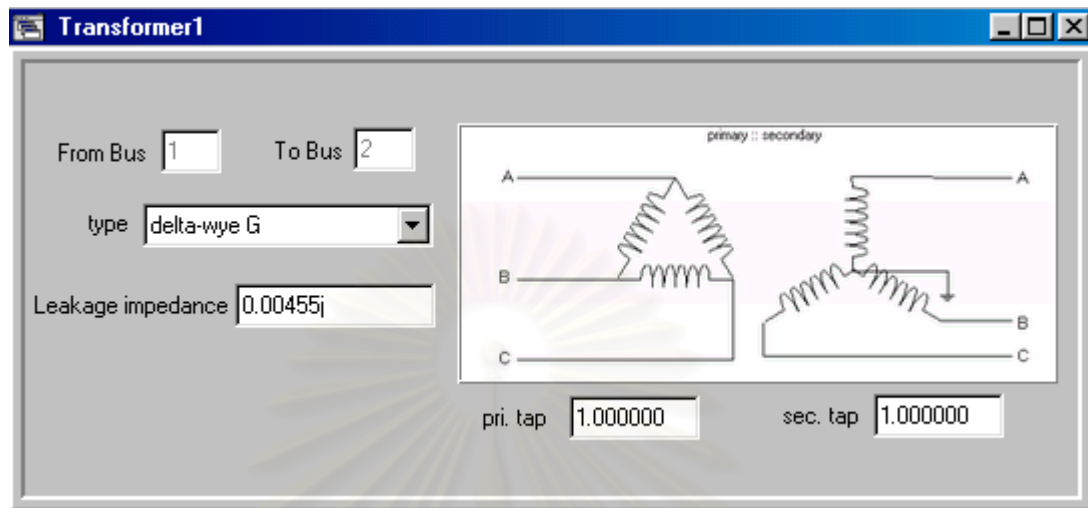 Transformer1
From Bus 1 To Bus 2
type delta-wye G
Leakage impedance 0.00455j
primary :: secondary
A A
B
B
C C
pri. tap 1.000000 sec. tap 1.000000